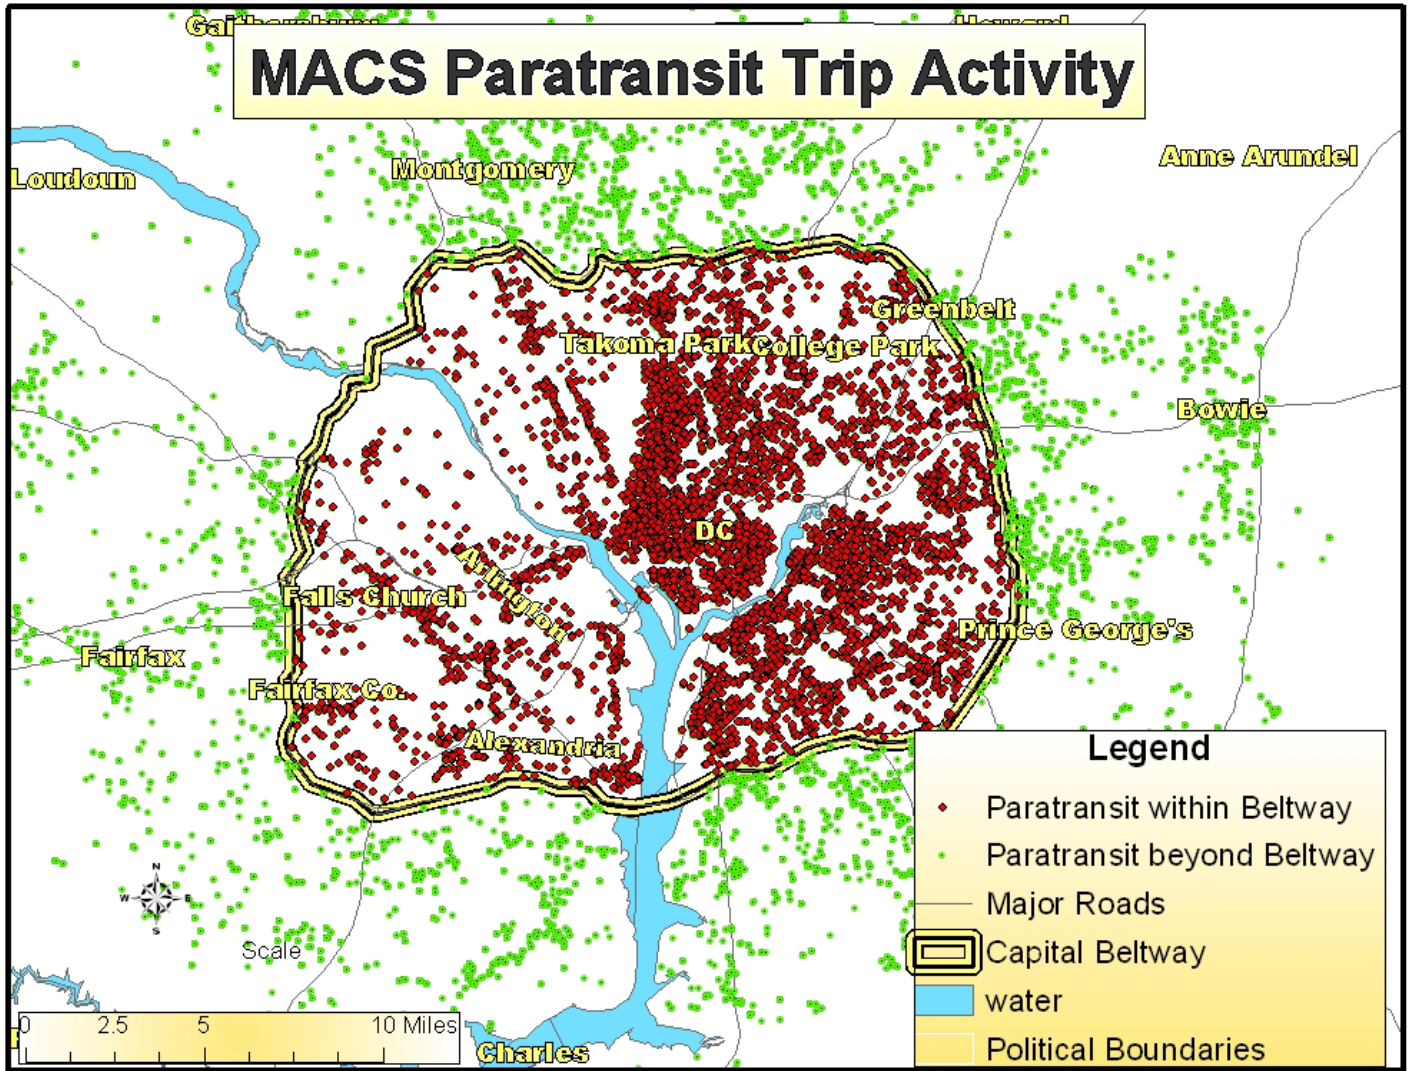 Gaithersburg
Howard
MACS Paratransit Trip Activity
Montgomery
Anne Arundel
Loudoun
Greenbelt
Takoma Park
College Park
Bowie
DC
Arlington
Falls Church
Prince George's
Fairfax
Fairfax Co.
Alexandria
Legend
Paratransit within Beltway
Paratransit beyond Beltway
Major Roads
Capital Beltway
water
Political Boundaries
N
W E
S
Scale
0 2.5 5 10 Miles
Charles